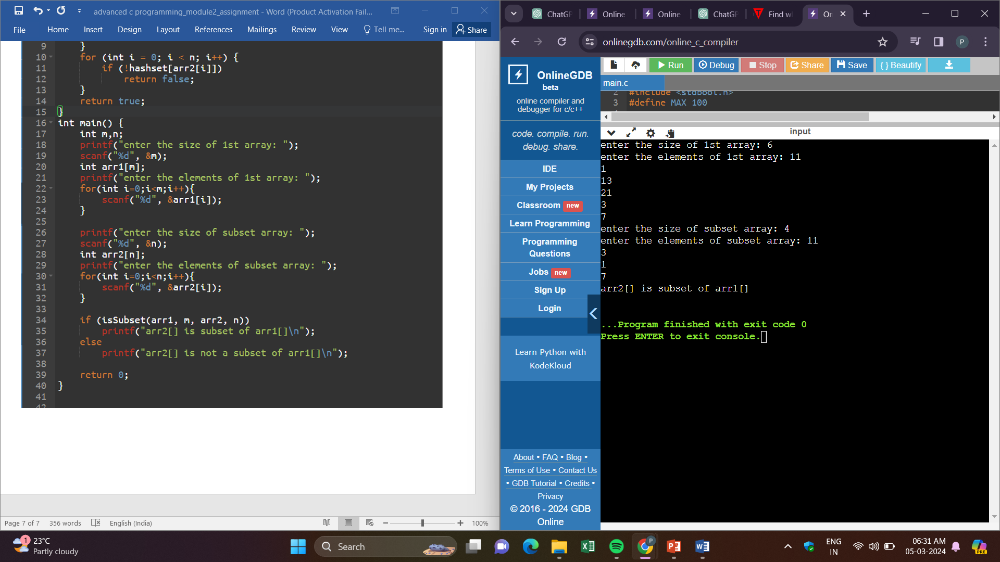 advanced c programming_module2_assignment - Word (Product Activation Fail...
File Home Insert Design Layout References Mailings Review View Tell me... Sign in Share
9 }
10 for (int i = 0; i < n; i++) {
11 if (!hashset[arr2[i]])
12 return false;
13 }
14 return true;
15 }
16 int main() {
17 int m,n;
18 printf("enter the size of 1st array: ");
19 scanf("%d", &m);
20 int arr1[m];
21 printf("enter the elements of 1st array: ");
22 for(int i=0;i<m;i++){
23 scanf("%d", &arr1[i]);
24 }
25
26 printf("enter the size of subset array: ");
27 scanf("%d", &n);
28 int arr2[n];
29 printf("enter the elements of subset array: ");
30 for(int i=0;i<n;i++){
31 scanf("%d", &arr2[i]);
32 }
33
34 if (isSubset(arr1, m, arr2, n))
35 printf("arr2[] is subset of arr1[]\n");
36 else
37 printf("arr2[] is not a subset of arr1[]\n");
38
39 return 0;
40 }
41
42
Page 7 of 7 356 words English (India) 100%
ChatGP Online Online ChatGP Find wh On
onlinegdb.com/online_c_compiler P
OnlineGDB
beta
online compiler and
debugger for c/c++
code. compile. run.
debug. share.
IDE
My Projects
Classroom new
Learn Programming
Programming
Questions
Jobs new
Sign Up
Login
Learn Python with
KodeKloud
About • FAQ • Blog •
Terms of Use • Contact Us
• GDB Tutorial • Credits •
Privacy
© 2016 - 2024 GDB
Online
Run Debug Stop Share Save { } Beautify
main.c
2 #include <stdbool.h>
3 #define MAX 100
input
enter the size of 1st array: 6
enter the elements of 1st array: 11
1
13
21
3
7
enter the size of subset array: 4
enter the elements of subset array: 11
3
1
7
arr2[] is subset of arr1[]
...Program finished with exit code 0
Press ENTER to exit console.
1 23°C
Partly cloudy
Search
P
ENG
IN
06:31 AM
05-03-2024
PRE